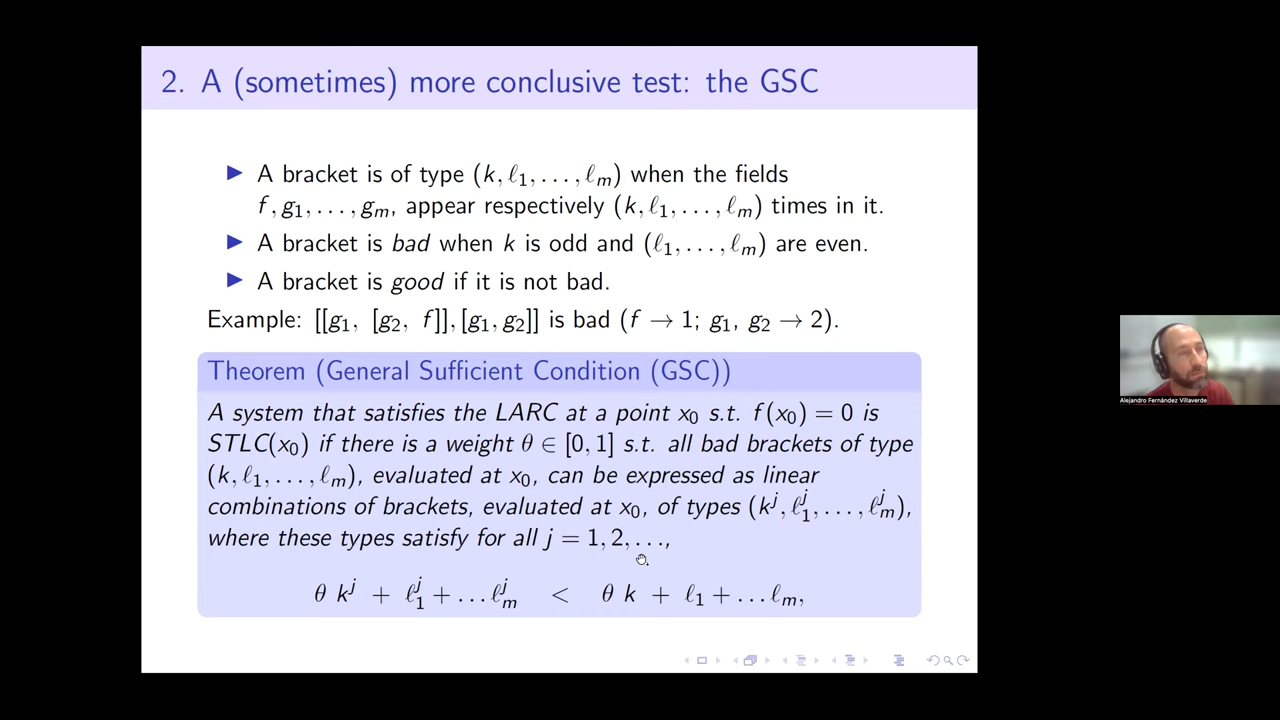 2. A (sometimes) more conclusive test: the GSC
▶ A bracket is of type (k, ℓ₁, . . . , ℓₘ) when the fields
f, g₁, . . . , gₘ, appear respectively (k, ℓ₁, . . . , ℓₘ) times in it.
▶ A bracket is bad when k is odd and (ℓ₁, . . . , ℓₘ) are even.
▶ A bracket is good if it is not bad.
Example: [[g₁, [g₂, f]], [g₁, g₂]] is bad (f → 1; g₁, g₂ → 2).
Theorem (General Sufficient Condition (GSC))
A system that satisfies the LARC at a point x₀ s.t. f(x₀) = 0 is
STLC(x₀) if there is a weight θ ∈ [0, 1] s.t. all bad brackets of type
(k, ℓ₁, . . . , ℓₘ), evaluated at x₀, can be expressed as linear
combinations of brackets, evaluated at x₀, of types (kʲ, ℓ₁ʲ, . . . , ℓₘʲ),
where these types satisfy for all j = 1, 2, . . .,
θ kʲ + ℓ₁ʲ + . . . ℓₘʲ < θ k + ℓ₁ + . . . ℓₘ,
Alejandro Fernández Villaverde